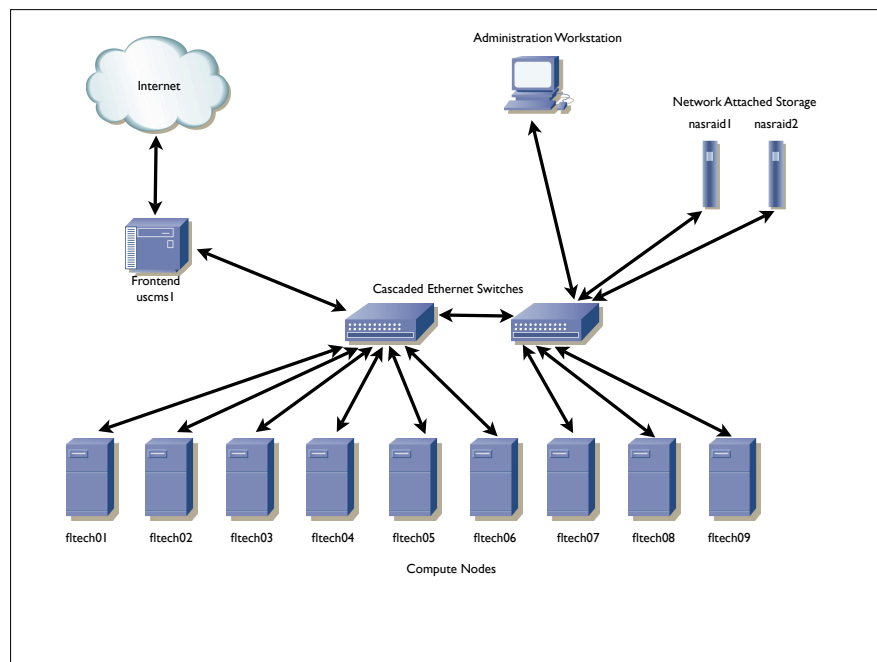 Administration Workstation
Internet
Network Attached Storage
nasraid1
nasraid2
Frontend
uscms1
Cascaded Ethernet Switches
fltech01
fltech02
fltech03
fltech04
fltech05
fltech06
fltech07
fltech08
fltech09
Compute Nodes